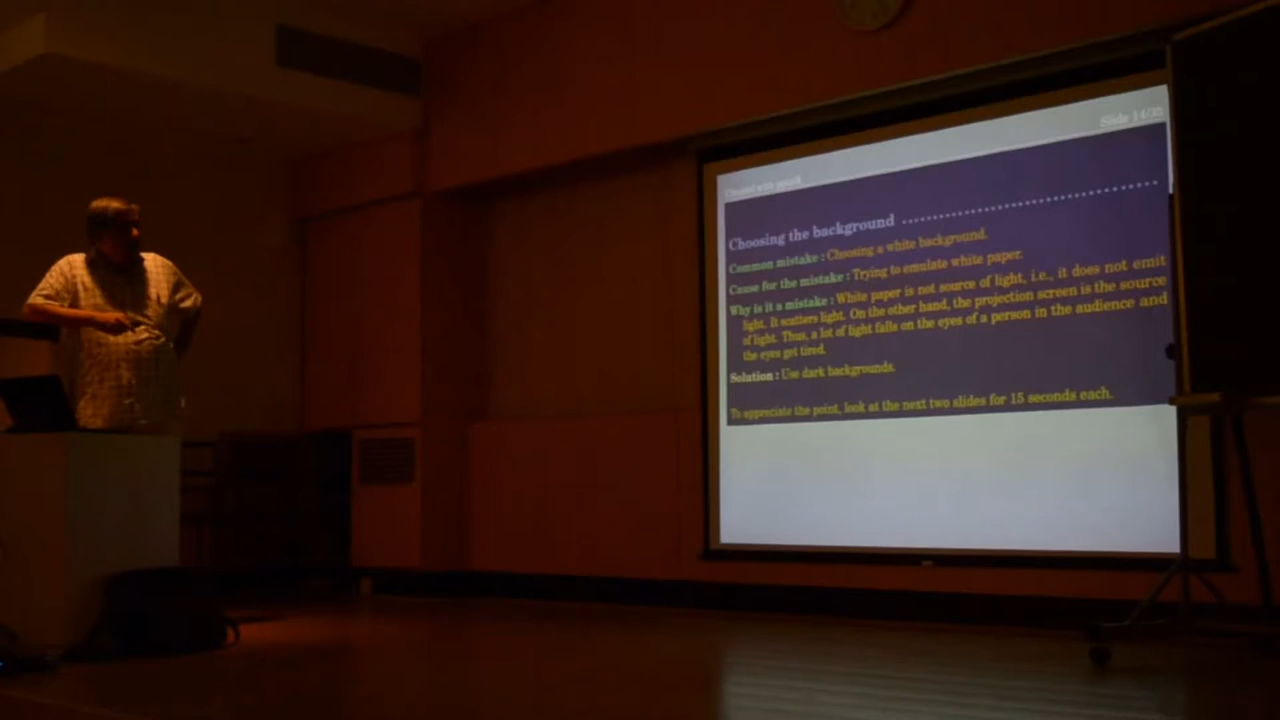 Created with
Choosing the background
Common mistake : Choosing a white background.
Cause for the mistake : Trying to emulate white paper.
Why is it a mistake : White paper is not source of light, i.e., it does not emit
light. It scatters light. On the other hand, the projection screen is the source
of light. Thus, a lot of light falls on the eyes of a person in the audience and
the eyes get tired.
Solution : Use dark backgrounds.
To appreciate the point, look at the next two slides for 15 seconds each.